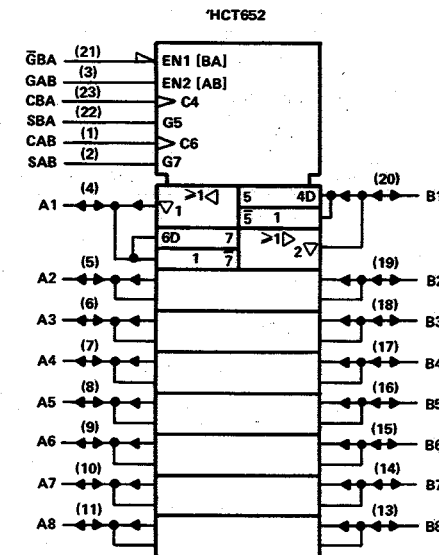 'HCT652
G̅BA (21) EN1 [BA]
GAB (3) EN2 [AB]
CBA (23) C4
SBA (22) G5
CAB (1) C6
SAB (2) G7
A1 (4) ≥1 ▽1 5 4D (20) B1
5̅ 1
6D 7 ≥1 2▽
1 7̅
A2 (5) (19) B2
A3 (6) (18) B3
A4 (7) (17) B4
A5 (8) (16) B5
A6 (9) (15) B6
A7 (10) (14) B7
A8 (11) (13) B8